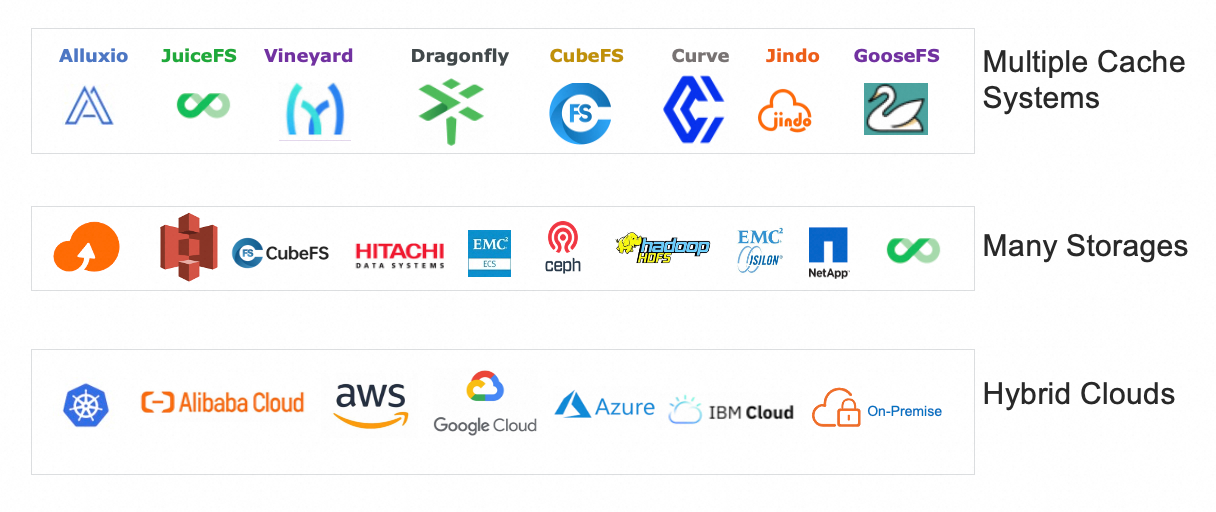 Alluxio JuiceFS Vineyard Dragonfly CubeFS Curve Jindo GooseFS
FS jindo
Multiple Cache
Systems
FS CubeFS
HITACHI
DATA SYSTEMS
EMC²
ECS
ceph
hadoop
HDFS
EMC²
ISILON
NetApp
Many Storages
Alibaba Cloud
aws
Google Cloud
Azure
IBM Cloud
On-Premise
Hybrid Clouds